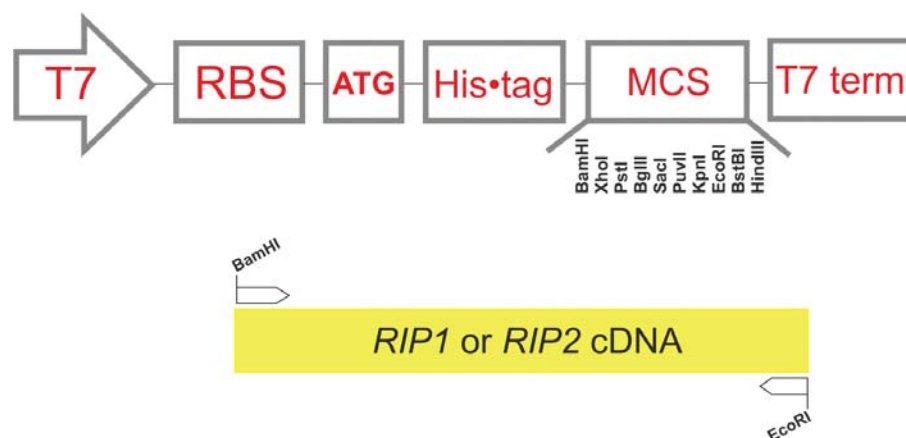 T7 RBS ATG His•tag MCS T7 term
BamHI
XhoI
PstI
BglII
SacI
PuvII
KpnI
EcoRI
BstBI
HindIII
BamHI
RIP1 or RIP2 cDNA
EcoRI